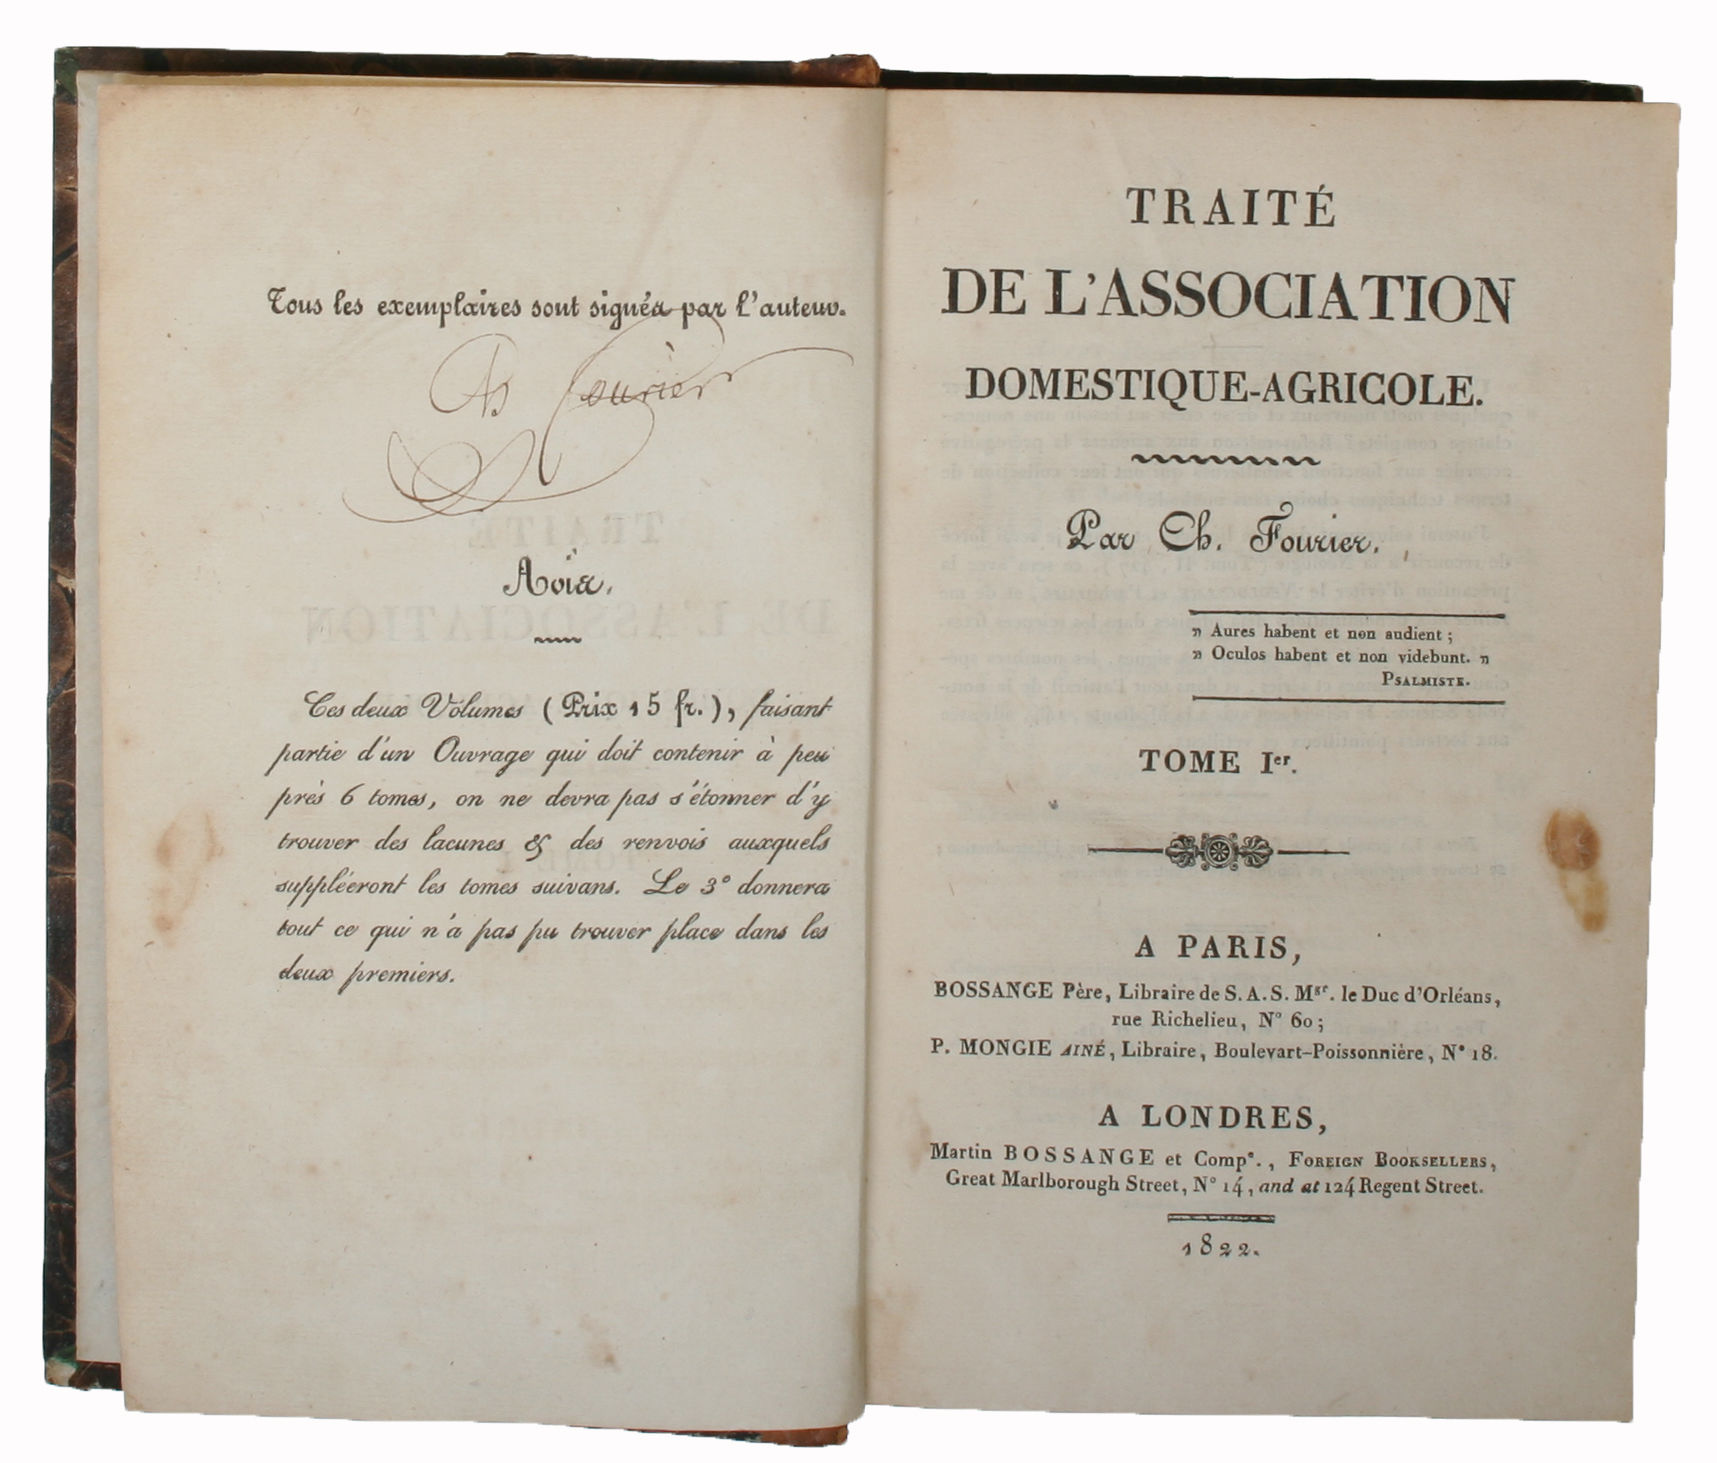 Tous les exemplaires sont signés par l'auteur.
Ch Fourier
Avis.
Ces deux Volumes ( Prix 15 fr. ), faisant
partie d'un Ouvrage qui doit contenir à peu
près 6 tomes, on ne devra pas s'étonner d'y
trouver des lacunes & des renvois auxquels
suppléeront les tomes suivans. Le 3º donnera
tout ce qui n'a pas pu trouver place dans les
deux premiers.
TRAITÉ
DE L'ASSOCIATION
DOMESTIQUE-AGRICOLE.
Par Ch. Fourier.
» Aures habent et non audient ;
» Oculos habent et non videbunt. »
PSALMISTE.
TOME Ier.
A PARIS,
BOSSANGE Père, Libraire de S. A. S. Mgr. le Duc d'Orléans,
rue Richelieu, Nº 60 ;
P. MONGIE AINÉ, Libraire, Boulevart-Poissonnière, Nº 18.
A LONDRES,
Martin BOSSANGE et Compe., FOREIGN BOOKSELLERS,
Great Marlborough Street, Nº 14, and at 124 Regent Street.
1822.